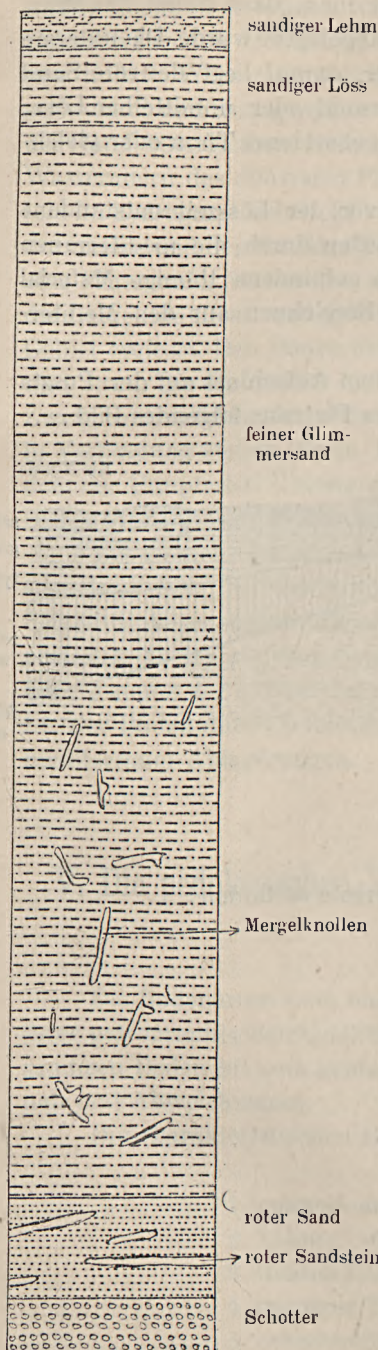 sandiger Lehm
sandiger Löss
feiner Glim-
mersand
Mergelknollen
roter Sand
roter Sandstein
Schotter